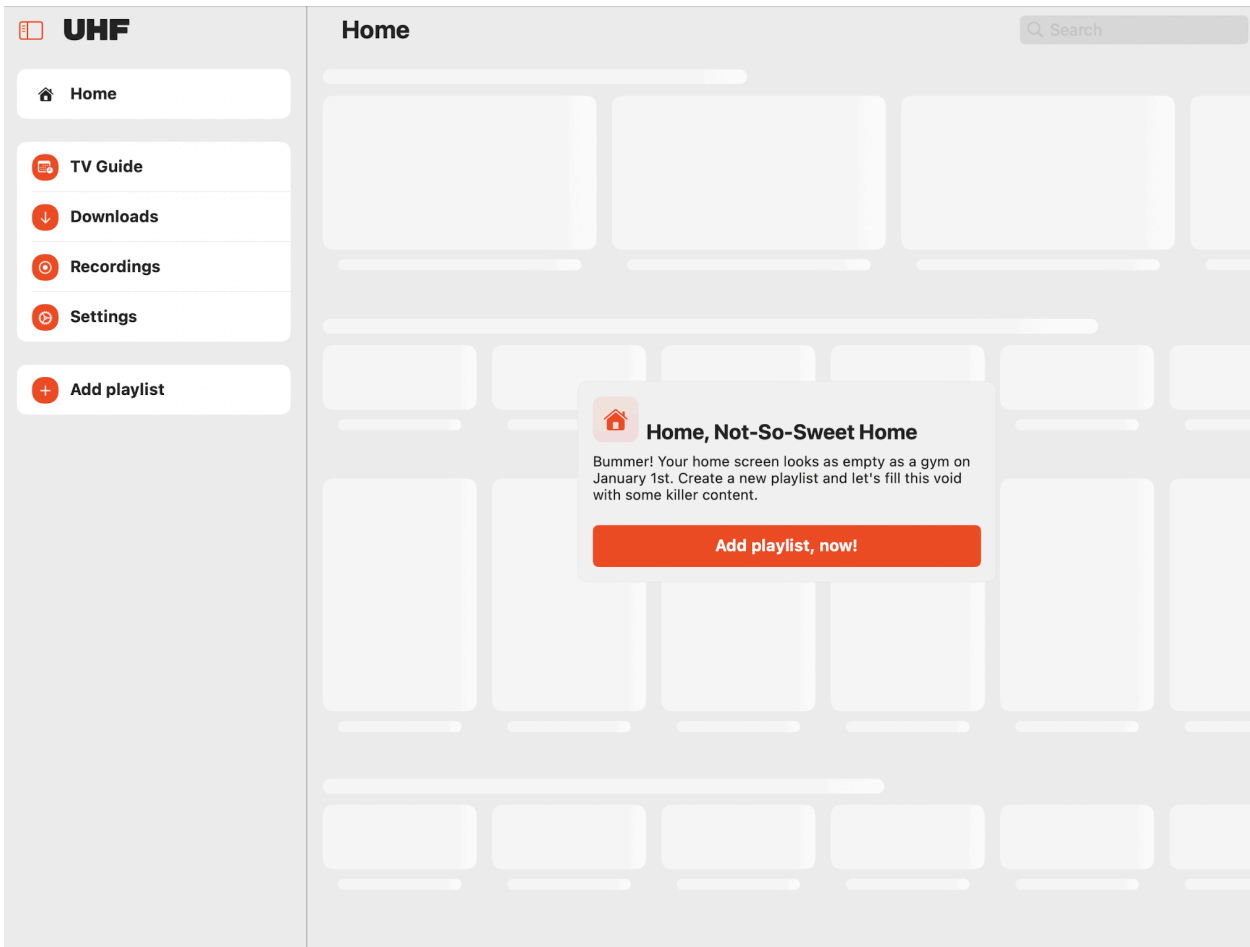 UHF
Home
TV Guide
Downloads
Recordings
Settings
Add playlist
Home
Search
Home, Not-So-Sweet Home
Bummer! Your home screen looks as empty as a gym on
January 1st. Create a new playlist and let's fill this void
with some killer content.
Add playlist, now!